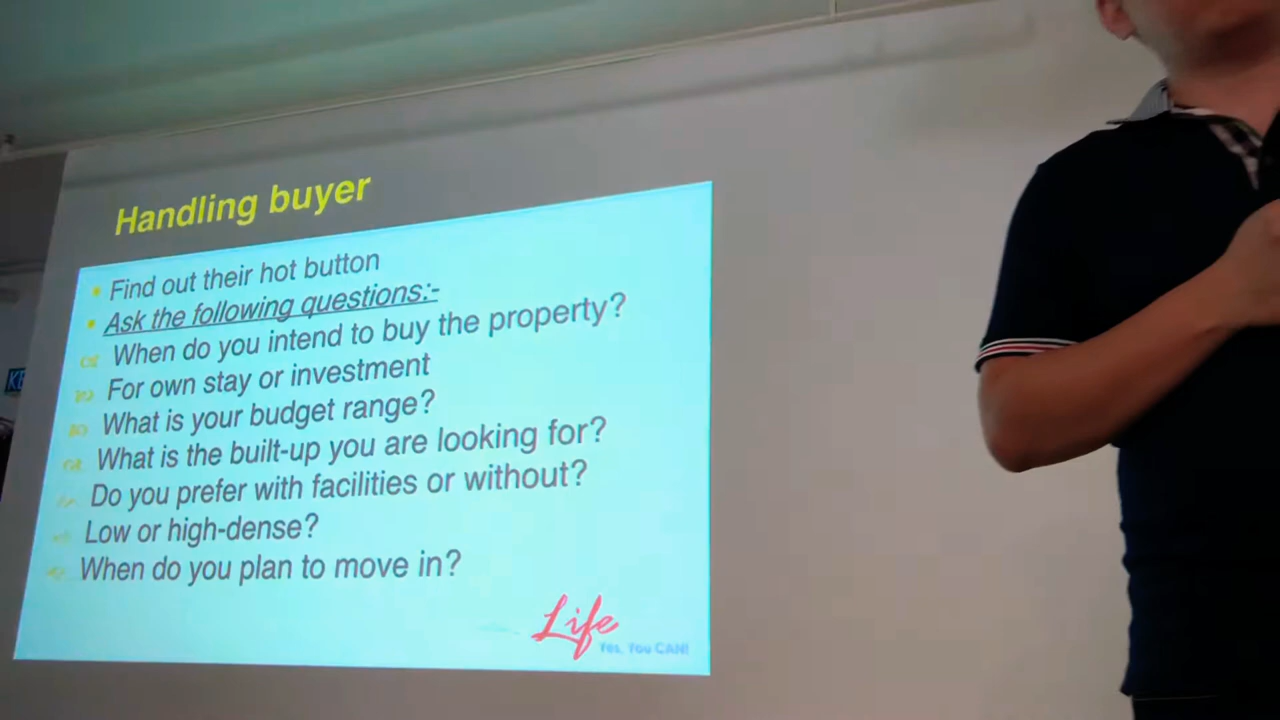 Handling buyer
Find out their hot button
Ask the following questions:-
When do you intend to buy the property?
For own stay or investment
What is your budget range?
What is the built-up you are looking for?
Do you prefer with facilities or without?
Low or high-dense?
When do you plan to move in?
Life
Yes, You CAN!